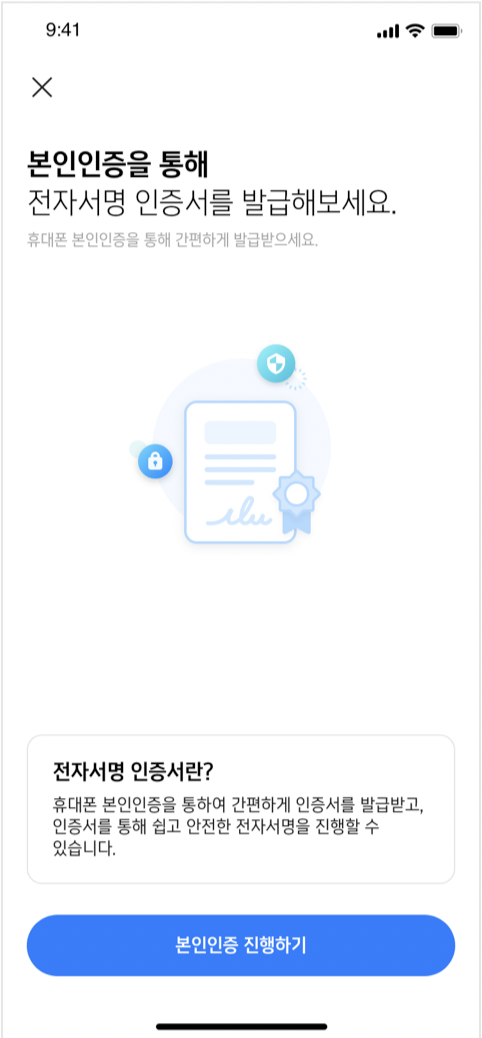 9:41
본인인증을 통해
전자서명 인증서를 발급해보세요.
휴대폰 본인인증을 통해 간편하게 발급받으세요.
전자서명 인증서란?
휴대폰 본인인증을 통하여 간편하게 인증서를 발급받고,
인증서를 통해 쉽고 안전한 전자서명을 진행할 수
있습니다.
본인인증 진행하기